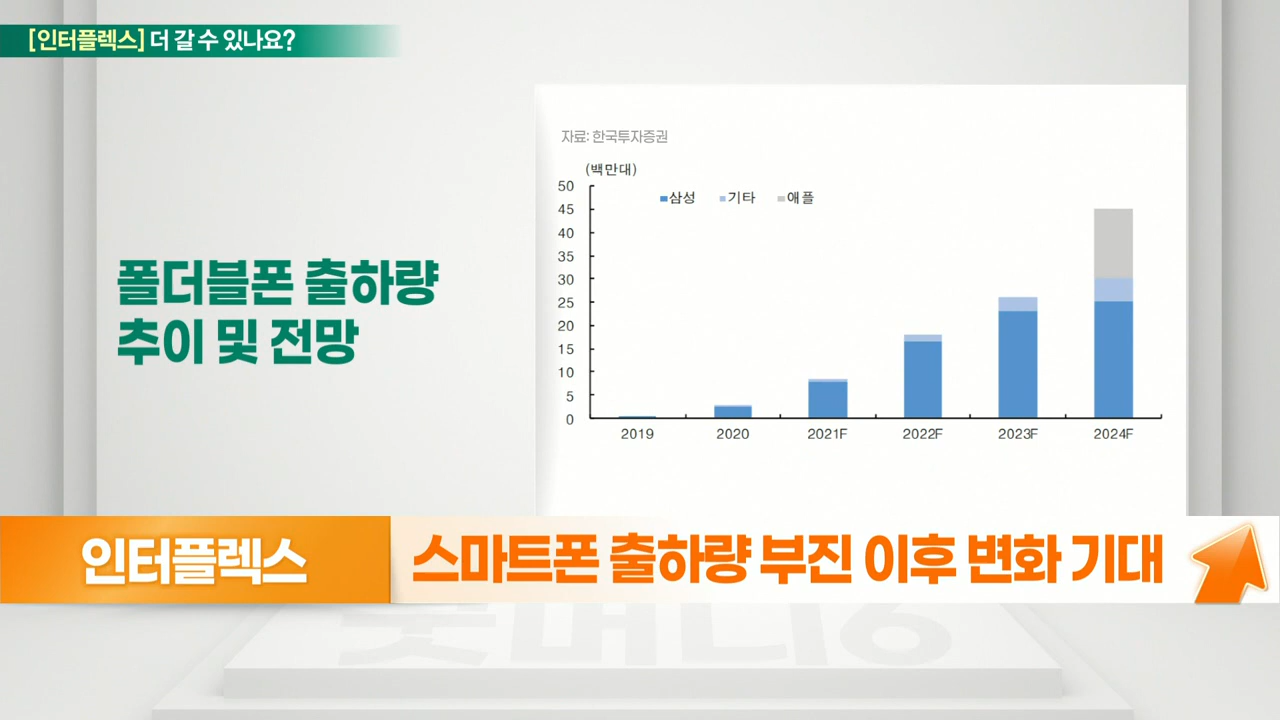 [인터플렉스] 더 갈 수 있나요?
자료: 한국투자증권
(백만대)
삼성 기타 애플
50
45
40
35
30
25
20
15
10
5
0
2019 2020 2021F 2022F 2023F 2024F
폴더블폰 출하량
추이 및 전망
인터플렉스
스마트폰 출하량 부진 이후 변화 기대
굿머니6